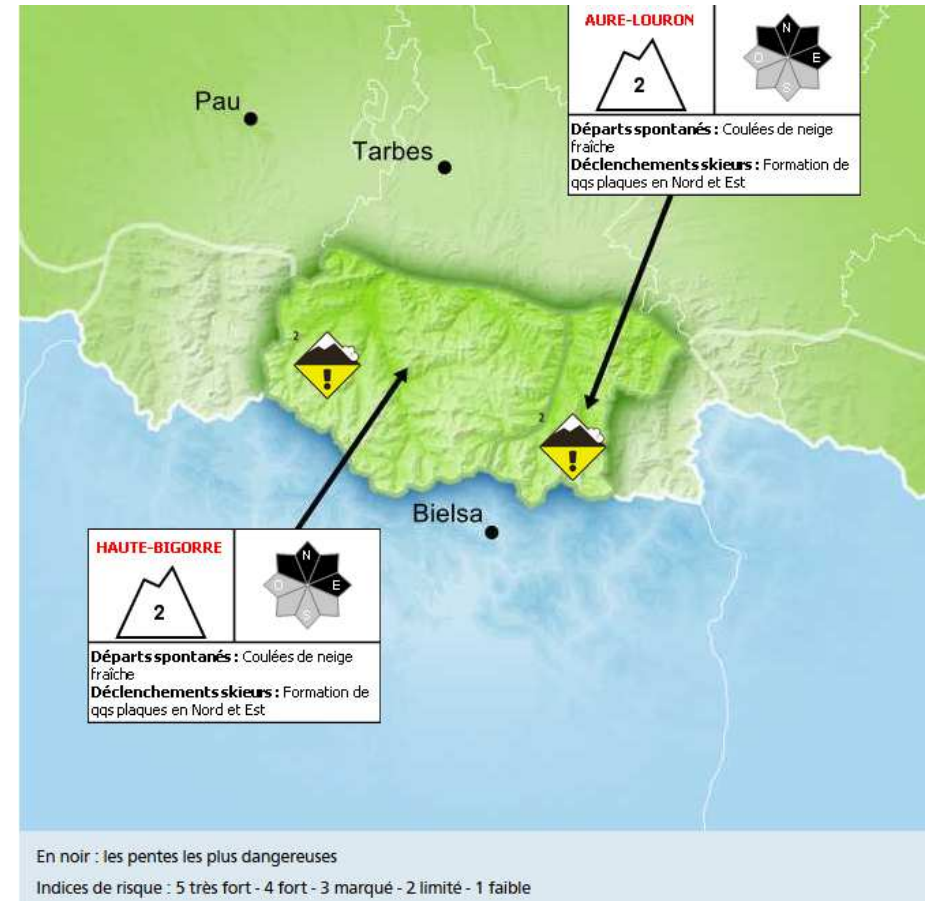 AURE-LOURON
N
O
E
S
2
Départs spontanés : Coulées de neige
fraîche
Déclenchements skieurs : Formation de
qqs plaques en Nord et Est
Pau
Tarbes
2
2
!
!
Bielsa
HAUTE-BIGORRE
N
O
E
S
2
Départs spontanés : Coulées de neige
fraîche
Déclenchements skieurs : Formation de
qqs plaques en Nord et Est
En noir : les pentes les plus dangereuses
Indices de risque : 5 très fort - 4 fort - 3 marqué - 2 limité - 1 faible